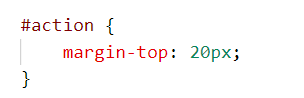 #action {
    margin-top: 20px;
}